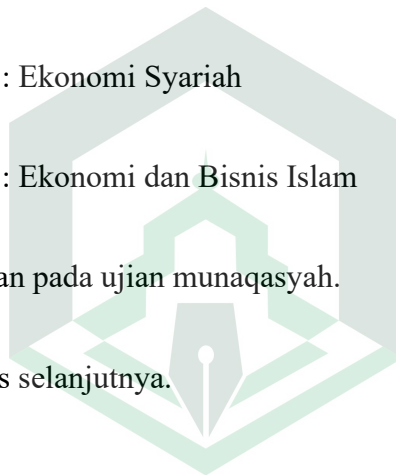 : Ekonomi Syariah
: Ekonomi dan Bisnis Islam
an pada ujian munaqasyah.
s selanjutnya.